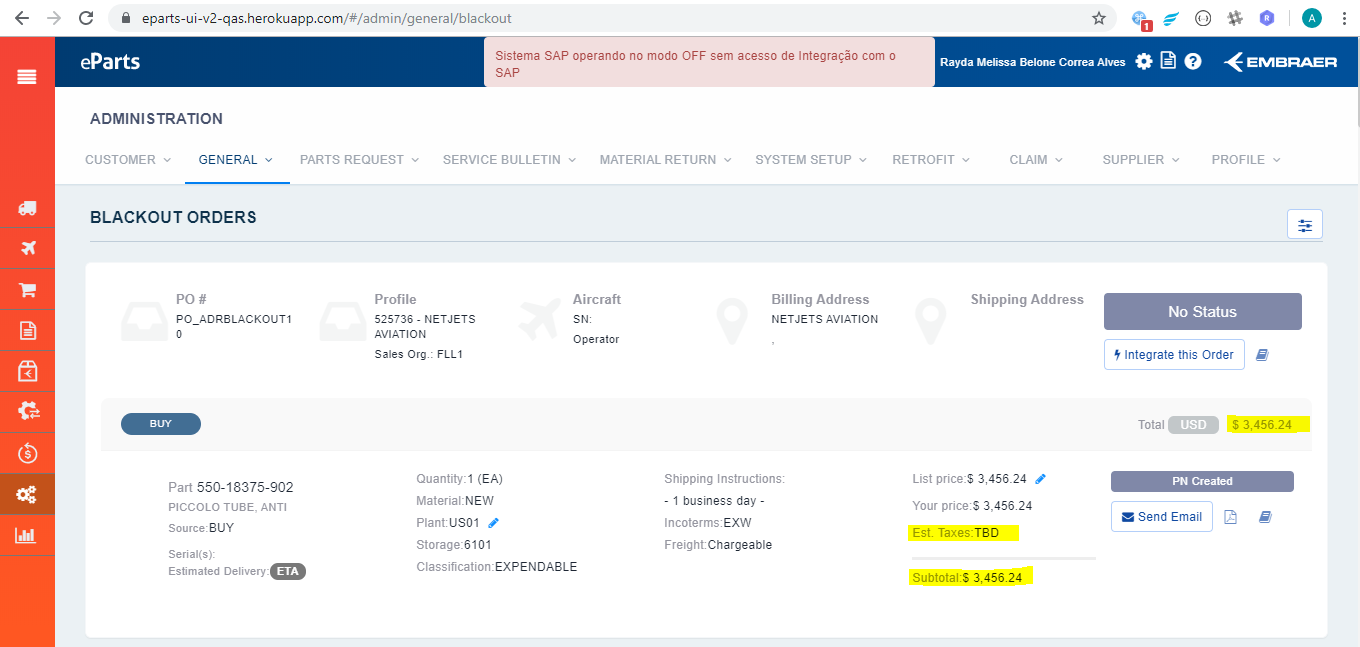 eparts-ui-v2-qas.herokuapp.com/#/admin/general/blackout
1
R
A
eParts
Sistema SAP operando no modo OFF sem acesso de Integração com o
SAP
Rayda Melissa Belone Correa Alves
EMBRAER
ADMINISTRATION
CUSTOMER GENERAL PARTS REQUEST SERVICE BULLETIN MATERIAL RETURN SYSTEM SETUP RETROFIT CLAIM SUPPLIER PROFILE
BLACKOUT ORDERS
PO #
PO_ADRBLACKOUT1
0
Profile
525736 - NETJETS
AVIATION
Sales Org.: FLL1
Aircraft
SN:
Operator
Billing Address
NETJETS AVIATION
,
Shipping Address
No Status
Integrate this Order
BUY
Total USD $ 3,456.24
Part 550-18375-902
PICCOLO TUBE, ANTI
Source:BUY
Serial(s):
Estimated Delivery: ETA
Quantity:1 (EA)
Material:NEW
Plant:US01
Storage:6101
Classification:EXPENDABLE
Shipping Instructions:
- 1 business day -
Incoterms:EXW
Freight:Chargeable
List price:$ 3,456.24
Your price:$ 3,456.24
Est. Taxes:TBD
Subtotal:$ 3,456.24
PN Created
Send Email